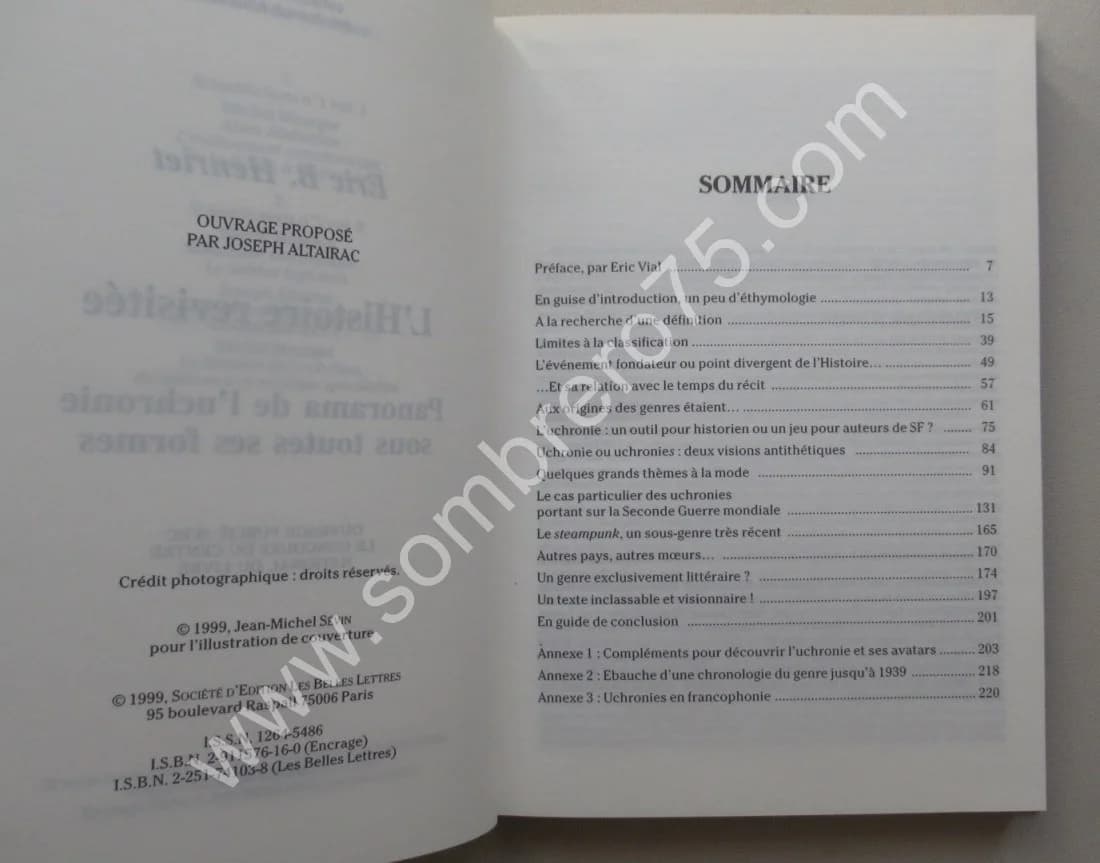 OUVRAGE PROPOSÉ
PAR JOSEPH ALTAIRAC
Crédit photographique : droits réservés.
© 1999, Jean-Michel SÉVIN
pour l'illustration de couverture
© 1999, SOCIÉTÉ D'EDITION LES BELLES LETTRES
95 boulevard Raspail 75006 Paris
I.S.S.N. 1264-5486
I.S.B.N. (Encrage)
I.S.B.N. (Les Belles Lettres)
SOMMAIRE
Préface, par Eric Vial 7
En guise d'introduction, un peu d'éthymologie 13
A la recherche d'une définition 15
Limites à la classification 39
L'événement fondateur ou point divergent de l'Histoire… 49
…Et sa relation avec le temps du récit 57
Aux origines des genres étaient… 61
L'uchronie : un outil pour historien ou un jeu pour auteurs de SF ? 75
Uchronie ou uchronies : deux visions antithétiques 84
Quelques grands thèmes à la mode 91
Le cas particulier des uchronies
portant sur la Seconde Guerre mondiale 131
Le steampunk, un sous-genre très récent 165
Autres pays, autres mœurs… 170
Un genre exclusivement littéraire ? 174
Un texte inclassable et visionnaire ! 197
En guide de conclusion 201
Annexe 1 : Compléments pour découvrir l'uchronie et ses avatars 203
Annexe 2 : Ebauche d'une chronologie du genre jusqu'à 1939 218
Annexe 3 : Uchronies en francophonie 220
www.sombrero75.com